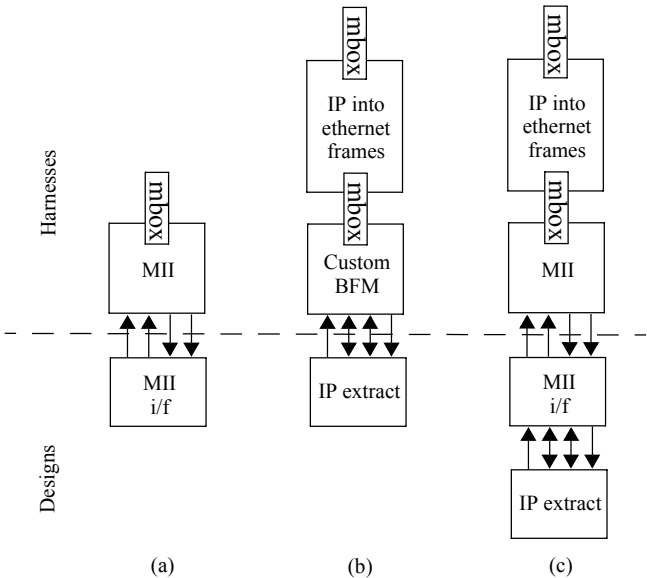 Harnesses
mbox
MII
MII
i/f
mbox
IP into
ethernet
frames
mbox
Custom
BFM
IP extract
mbox
IP into
ethernet
frames
mbox
MII
MII
i/f
IP extract
Designs
(a)
(b)
(c)